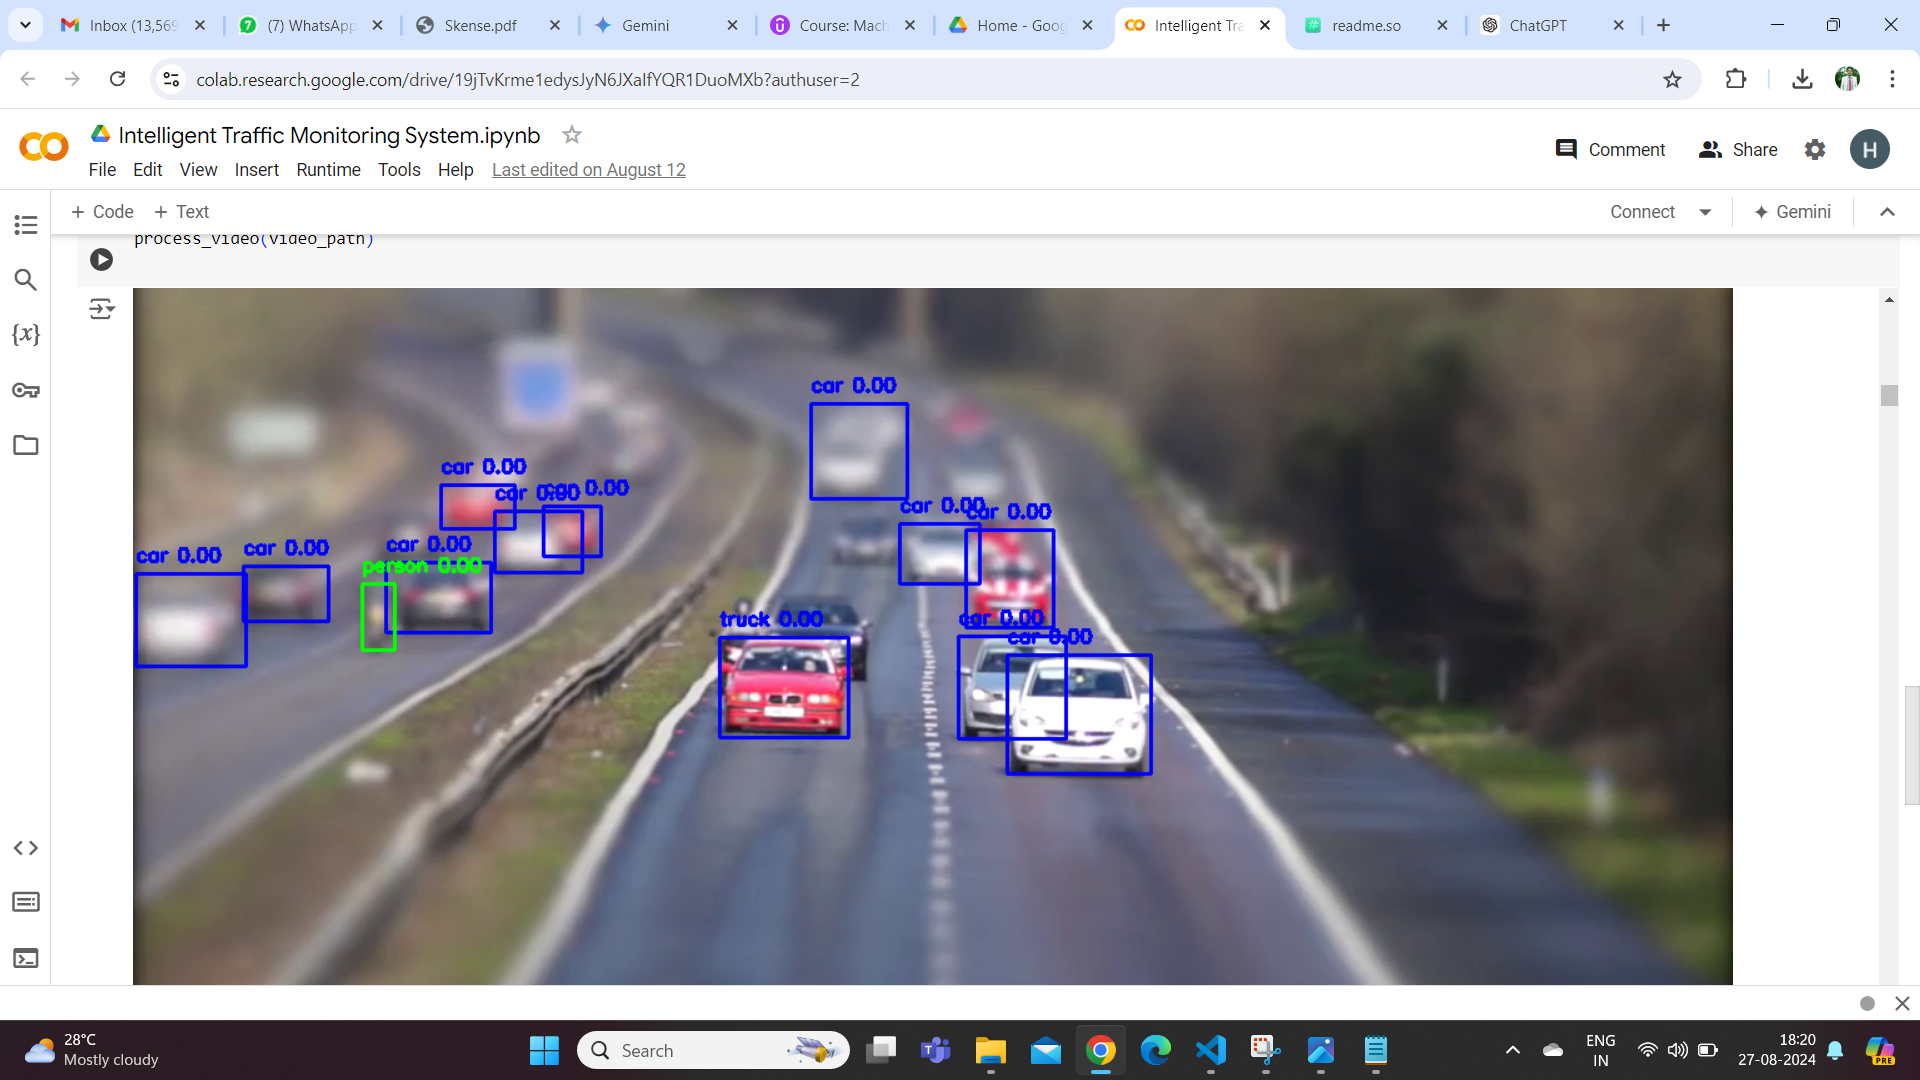 Inbox (13,569
(7) WhatsApp
Skense.pdf
Gemini
Course: Mach
Home - Goog
Intelligent Tra
readme.so
ChatGPT
colab.research.google.com/drive/19jTvKrme1edysJyN6JXaIfYQR1DuoMXb?authuser=2
Intelligent Traffic Monitoring System.ipynb
File Edit View Insert Runtime Tools Help Last edited on August 12
Comment
Share
H
+ Code + Text
Connect
Gemini
process_video(video_path)
{x}
car 0.00
car 0.00
car 0.00
car 0.00
car 0.00
car 0.00
car 0.00
car 0.00
car 0.00
person 0.00
truck 0.00
car 0.00
car 0.00
28°C
Mostly cloudy
Search
ENG
IN
18:20
27-08-2024
PRE